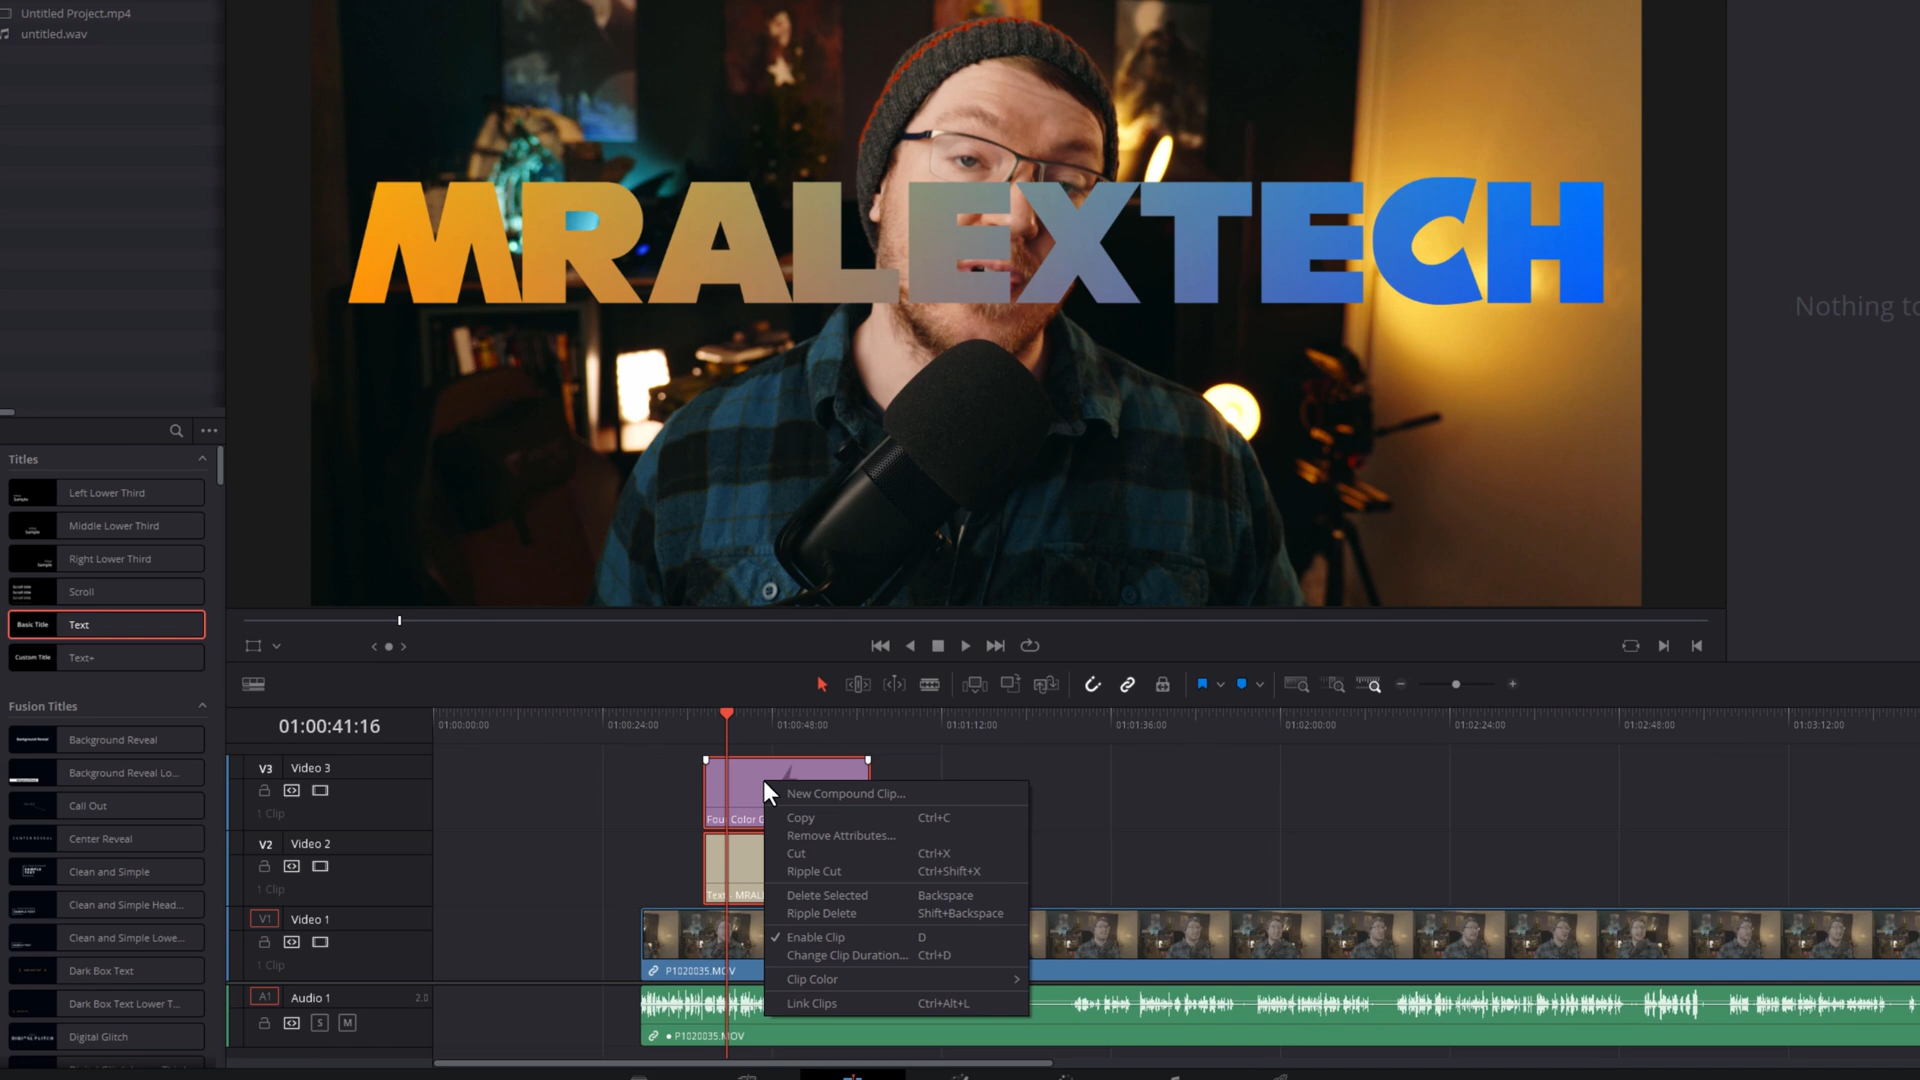 Untitled Project.mp4
untitled.wav
MRALEXTECH
Nothing to
Titles
Left Lower Third
Middle Lower Third
Right Lower Third
Scroll
Basic Title Text
Custom Title Text+
Fusion Titles
Background Reveal
Background Reveal Lo...
Call Out
Center Reveal
Clean and Simple
Clean and Simple Head...
Clean and Simple Lowe...
Dark Box Text
Dark Box Text Lower T...
Digital Glitch
01:00:41:16
01:00:00:00
01:00:24:00
01:00:48:00
01:01:12:00
01:01:36:00
01:02:00:00
01:02:24:00
01:02:48:00
01:03:12:00
V3 Video 3
1 Clip
Four Color G
V2 Video 2
1 Clip
Text - MRAL
V1 Video 1
1 Clip
P1020035.MOV
A1 Audio 1 2.0
S M
P1020035.MOV
New Compound Clip...
Copy Ctrl+C
Remove Attributes...
Cut Ctrl+X
Ripple Cut Ctrl+Shift+X
Delete Selected Backspace
Ripple Delete Shift+Backspace
Enable Clip D
Change Clip Duration... Ctrl+D
Clip Color
Link Clips Ctrl+Alt+L